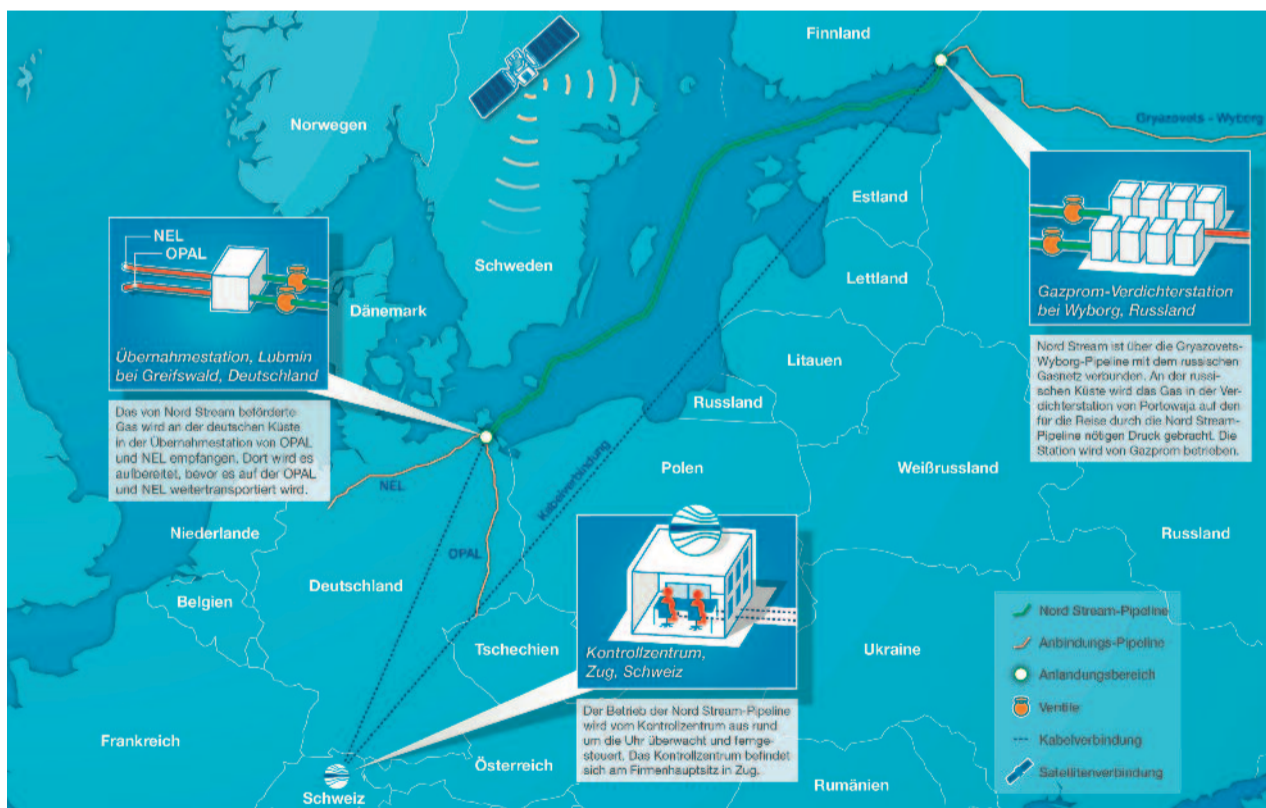 Finnland
Norwegen
Gryazovets - Wyborg
Estland
NEL
OPAL
Schweden
Lettland
Dänemark
Gazprom-Verdichterstation
bei Wyborg, Russland
Übernahmestation, Lubmin
bei Greifswald, Deutschland
Litauen
Nord Stream ist über die Gryazovets-
Wyborg-Pipeline mit dem russischen
Gasnetz verbunden. An der russi-
schen Küste wird das Gas in der Ver-
dichterstation von Portowaja auf den
für die Reise durch die Nord Stream-
Pipeline nötigen Druck gebracht. Die
Station wird von Gazprom betrieben.
Russland
Das von Nord Stream beförderte
Gas wird an der deutschen Küste
in der Übernahmestation von OPAL
und NEL empfangen. Dort wird es
aufbereitet, bevor es auf der OPAL
und NEL weitertransportiert wird.
Polen
Weißrussland
NEL
Kabelverbindung
Niederlande
Russland
OPAL
Deutschland
Belgien
Nord Stream-Pipeline
Anbindungs-Pipeline
Anlandungsbereich
Ventile
Kabelverbindung
Satellitenverbindung
Tschechien
Kontrollzentrum,
Zug, Schweiz
Ukraine
Der Betrieb der Nord Stream-Pipeline
wird vom Kontrollzentrum aus rund
um die Uhr überwacht und fernge-
steuert. Das Kontrollzentrum befindet
sich am Firmenhauptsitz in Zug.
Frankreich
Österreich
Rumänien
Schweiz